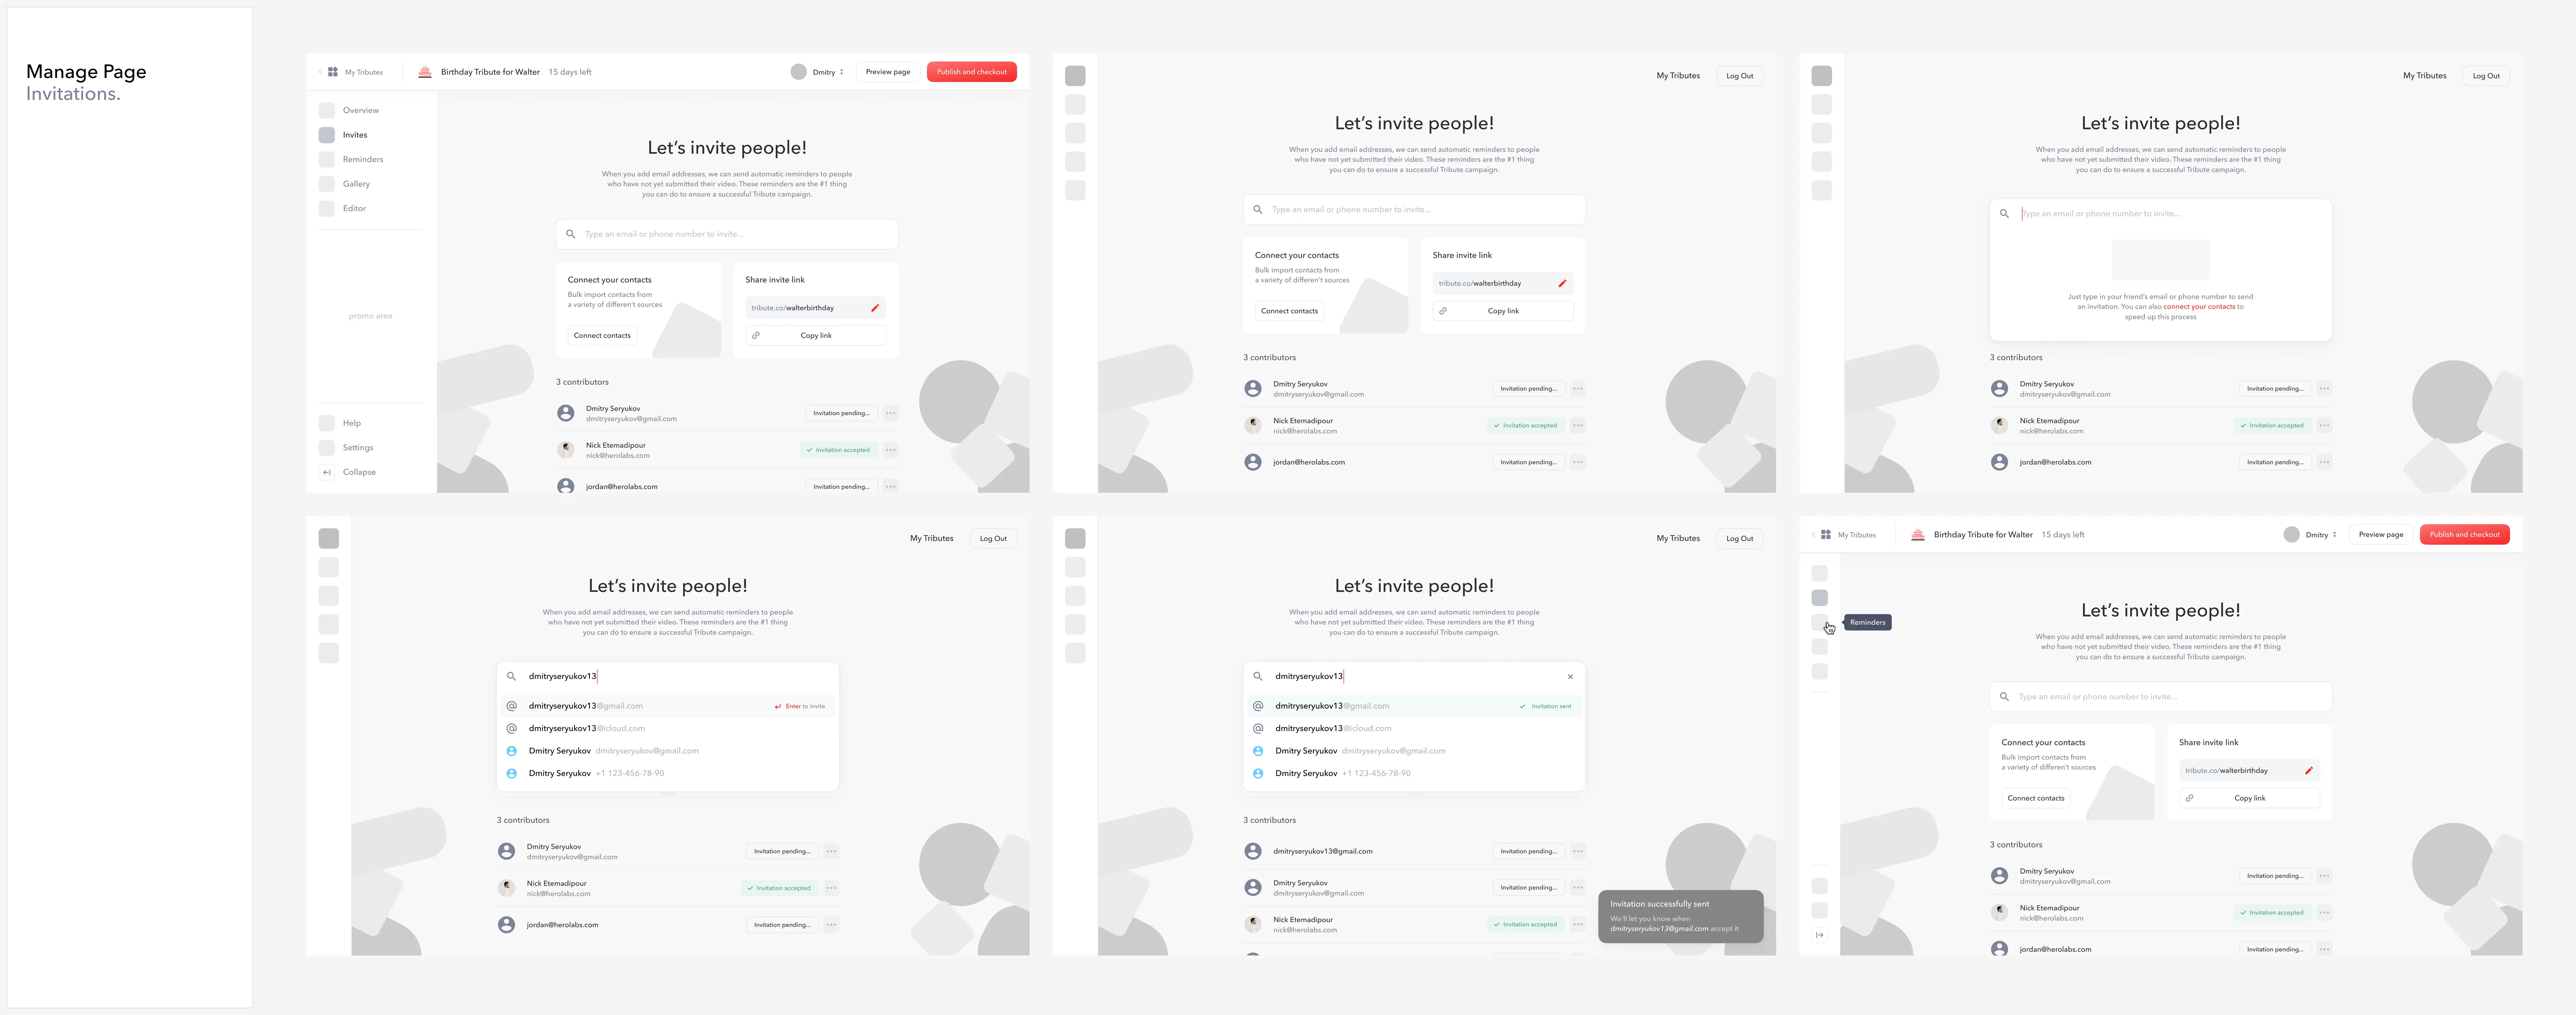 Manage Page
Invitations.
My Tributes
Birthday Tribute for Walter 15 days left
Dmitry
Preview page
Publish and checkout
Overview
Invites
Reminders
Gallery
Editor
promo area
Help
Settings
Collapse
Let's invite people!
When you add email addresses, we can send automatic reminders to people
who have not yet submitted their video. These reminders are the #1 thing
you can do to ensure a successful Tribute campaign.
Type an email or phone number to invite...
Connect your contacts
Bulk import contacts from
a variety of differen't sources
Connect contacts
Share invite link
tribute.co/walterbirthday
Copy link
3 contributors
Dmitry Seryukov
dmitryseryukov@gmail.com
Invitation pending...
Nick Etemadipour
nick@herolabs.com
Invitation accepted
jordan@herolabs.com
Invitation pending...
My Tributes
Log Out
Let's invite people!
When you add email addresses, we can send automatic reminders to people
who have not yet submitted their video. These reminders are the #1 thing
you can do to ensure a successful Tribute campaign.
Type an email or phone number to invite...
Connect your contacts
Bulk import contacts from
a variety of differen't sources
Connect contacts
Share invite link
tribute.co/walterbirthday
Copy link
3 contributors
Dmitry Seryukov
dmitryseryukov@gmail.com
Invitation pending...
Nick Etemadipour
nick@herolabs.com
Invitation accepted
jordan@herolabs.com
Invitation pending...
My Tributes
Log Out
Let's invite people!
When you add email addresses, we can send automatic reminders to people
who have not yet submitted their video. These reminders are the #1 thing
you can do to ensure a successful Tribute campaign.
Type an email or phone number to invite...
Just type in your friend's email or phone number to send
an invitation. You can also connect your contacts to
speed up this process
3 contributors
Dmitry Seryukov
dmitryseryukov@gmail.com
Invitation pending...
Nick Etemadipour
nick@herolabs.com
Invitation accepted
jordan@herolabs.com
Invitation pending...
My Tributes
Log Out
Let's invite people!
When you add email addresses, we can send automatic reminders to people
who have not yet submitted their video. These reminders are the #1 thing
you can do to ensure a successful Tribute campaign.
dmitryseryukov13
dmitryseryukov13@gmail.com
Enter to invite
dmitryseryukov13@icloud.com
Dmitry Seryukov dmitryseryukov@gmail.com
Dmitry Seryukov +1 123-456-78-90
3 contributors
Dmitry Seryukov
dmitryseryukov@gmail.com
Invitation pending...
Nick Etemadipour
nick@herolabs.com
Invitation accepted
jordan@herolabs.com
Invitation pending...
My Tributes
Log Out
Let's invite people!
When you add email addresses, we can send automatic reminders to people
who have not yet submitted their video. These reminders are the #1 thing
you can do to ensure a successful Tribute campaign.
dmitryseryukov13
dmitryseryukov13@gmail.com
Invitation sent
dmitryseryukov13@icloud.com
Dmitry Seryukov dmitryseryukov@gmail.com
Dmitry Seryukov +1 123-456-78-90
3 contributors
dmitryseryukov13@gmail.com
Invitation pending...
Dmitry Seryukov
dmitryseryukov@gmail.com
Invitation pending...
Nick Etemadipour
nick@herolabs.com
Invitation accepted
Invitation successfully sent
We'll let you know when
dmitryseryukov13@gmail.com accept it
My Tributes
Birthday Tribute for Walter 15 days left
Dmitry
Preview page
Publish and checkout
Reminders
Let's invite people!
When you add email addresses, we can send automatic reminders to people
who have not yet submitted their video. These reminders are the #1 thing
you can do to ensure a successful Tribute campaign.
Type an email or phone number to invite...
Connect your contacts
Bulk import contacts from
a variety of differen't sources
Connect contacts
Share invite link
tribute.co/walterbirthday
Copy link
3 contributors
Dmitry Seryukov
dmitryseryukov@gmail.com
Invitation pending...
Nick Etemadipour
nick@herolabs.com
Invitation accepted
jordan@herolabs.com
Invitation pending...